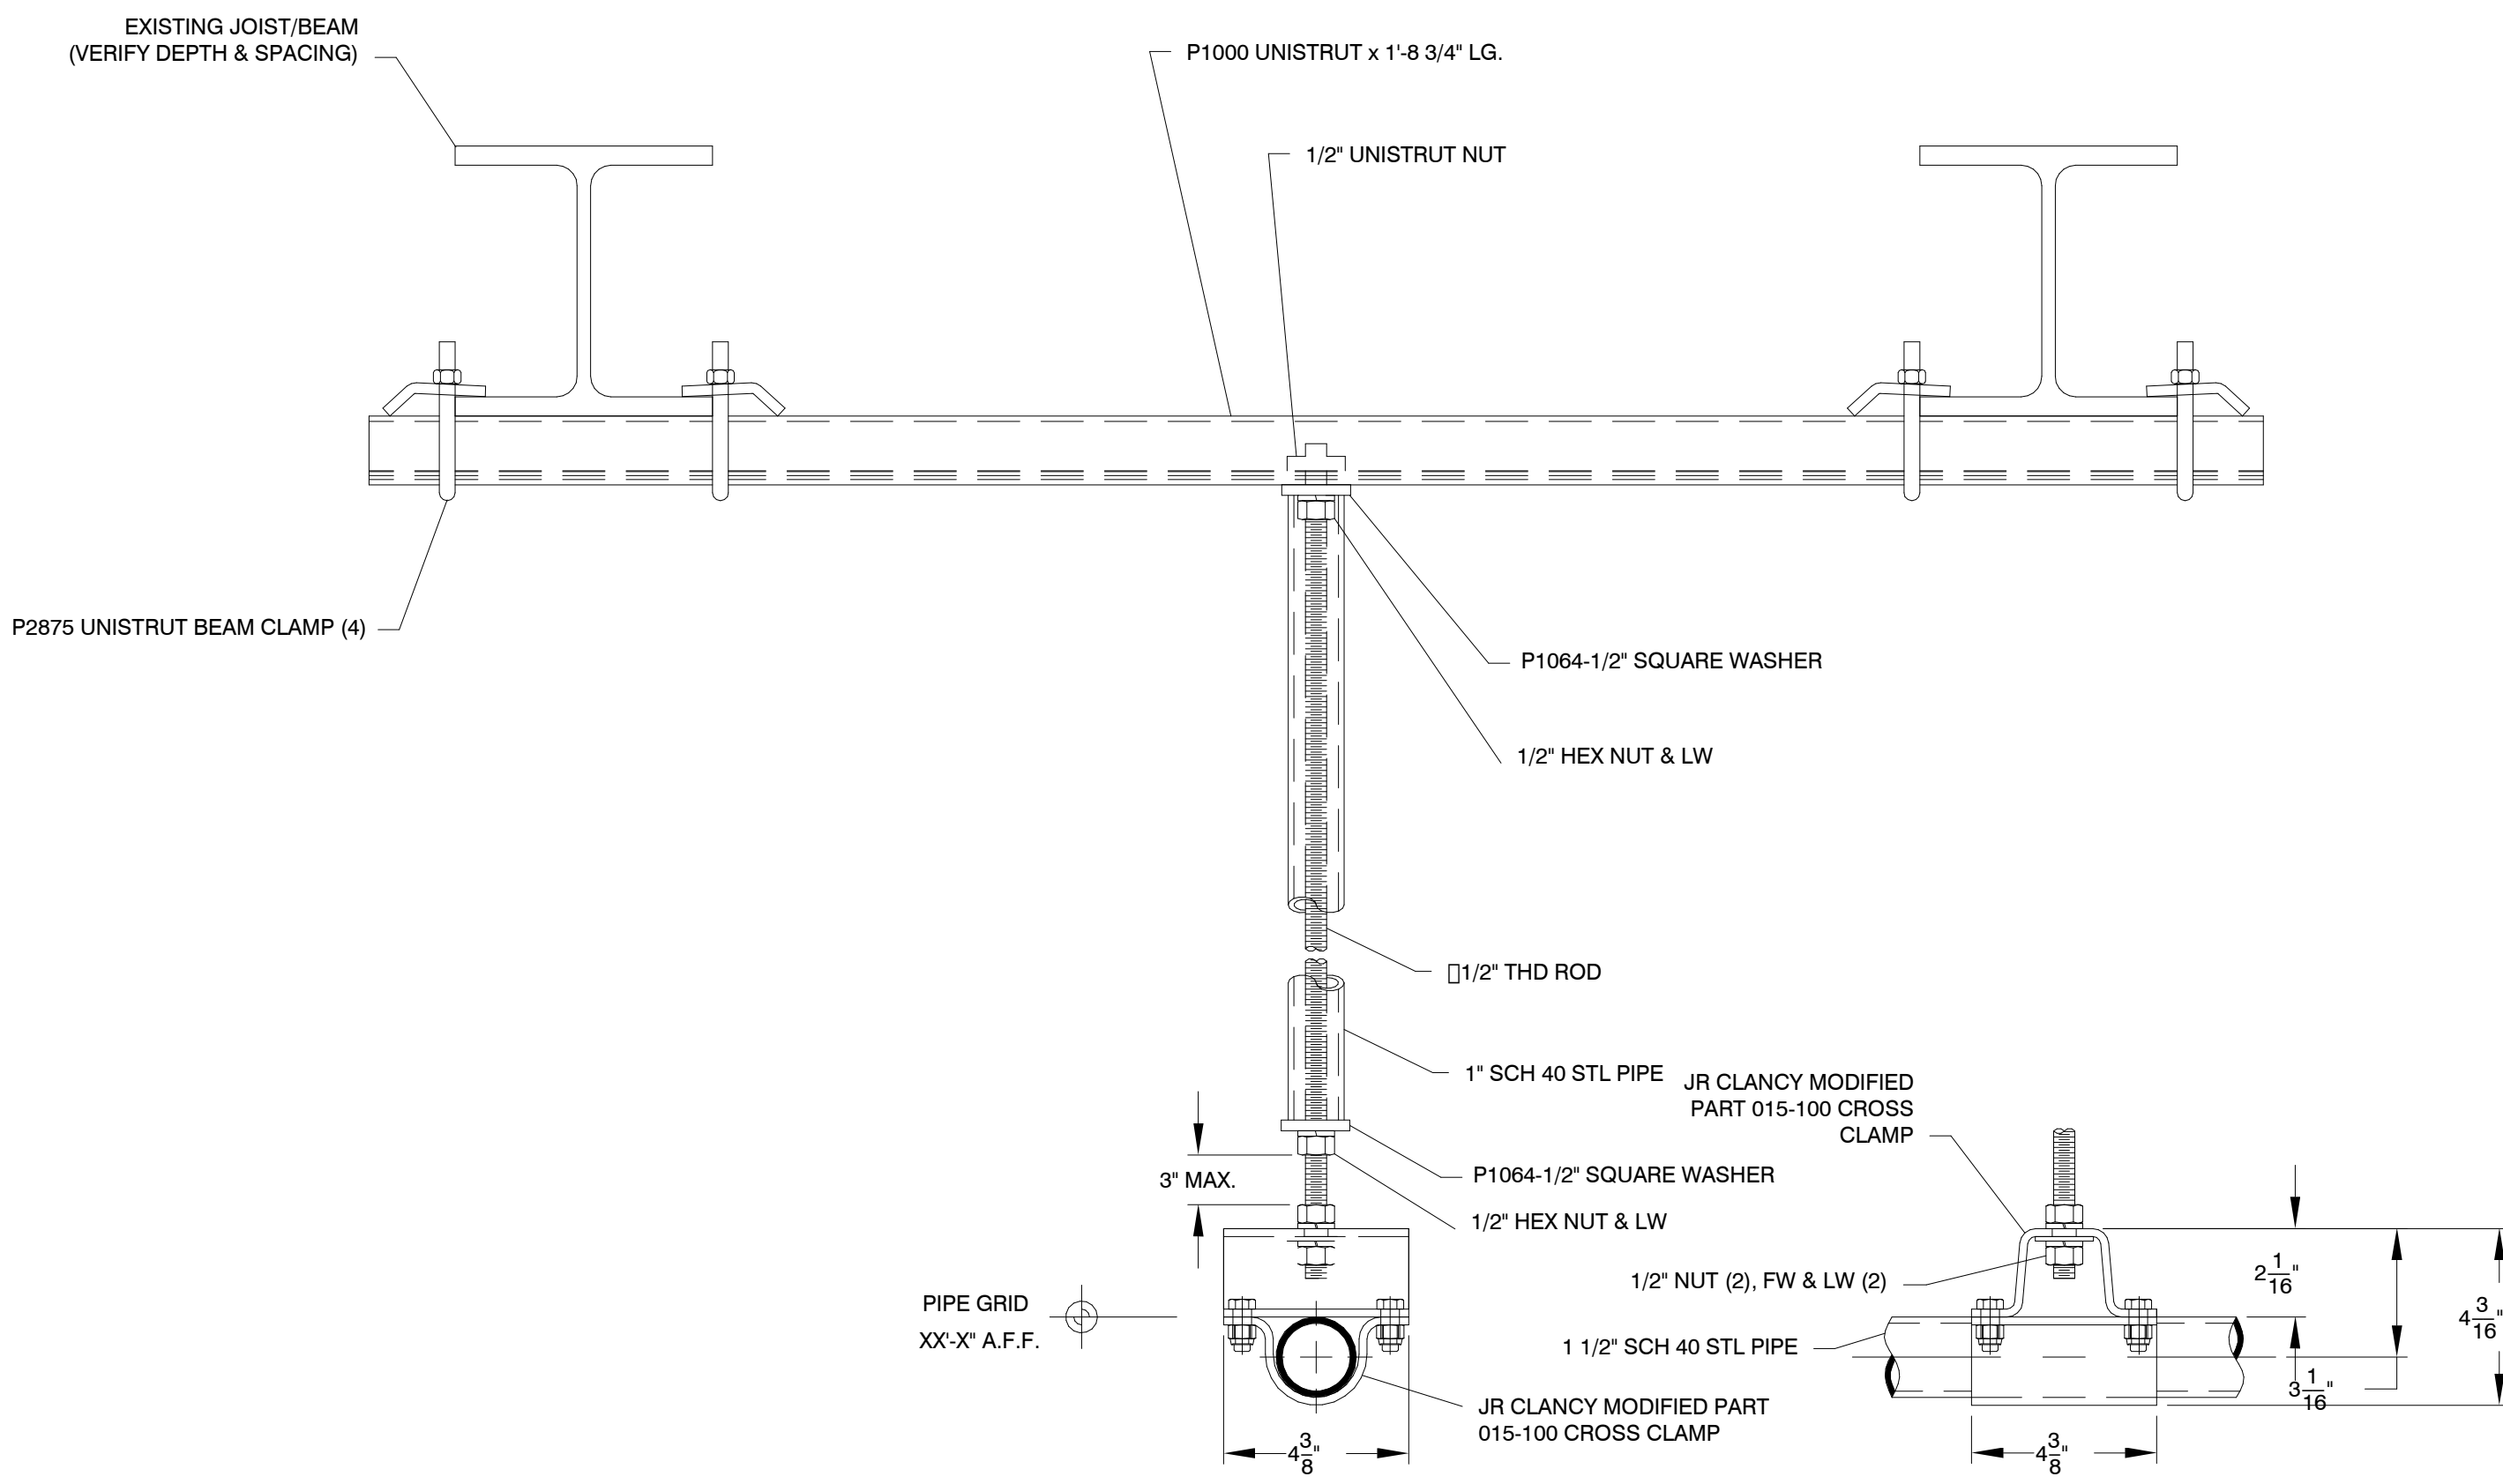 EXISTING JOIST/BEAM
(VERIFY DEPTH & SPACING)
P1000 UNISTRUT x 1'-8 3/4" LG.
1/2" UNISTRUT NUT
P2875 UNISTRUT BEAM CLAMP (4)
P1064-1/2" SQUARE WASHER
1/2" HEX NUT & LW
▯1/2" THD ROD
1" SCH 40 STL PIPE
JR CLANCY MODIFIED
PART 015-100 CROSS
CLAMP
3" MAX.
P1064-1/2" SQUARE WASHER
1/2" HEX NUT & LW
1/2" NUT (2), FW & LW (2)
2 1/16"
4 3/16"
PIPE GRID
XX'-X" A.F.F.
1 1/2" SCH 40 STL PIPE
3 1/16"
JR CLANCY MODIFIED PART
015-100 CROSS CLAMP
4 3/8"
4 3/8"